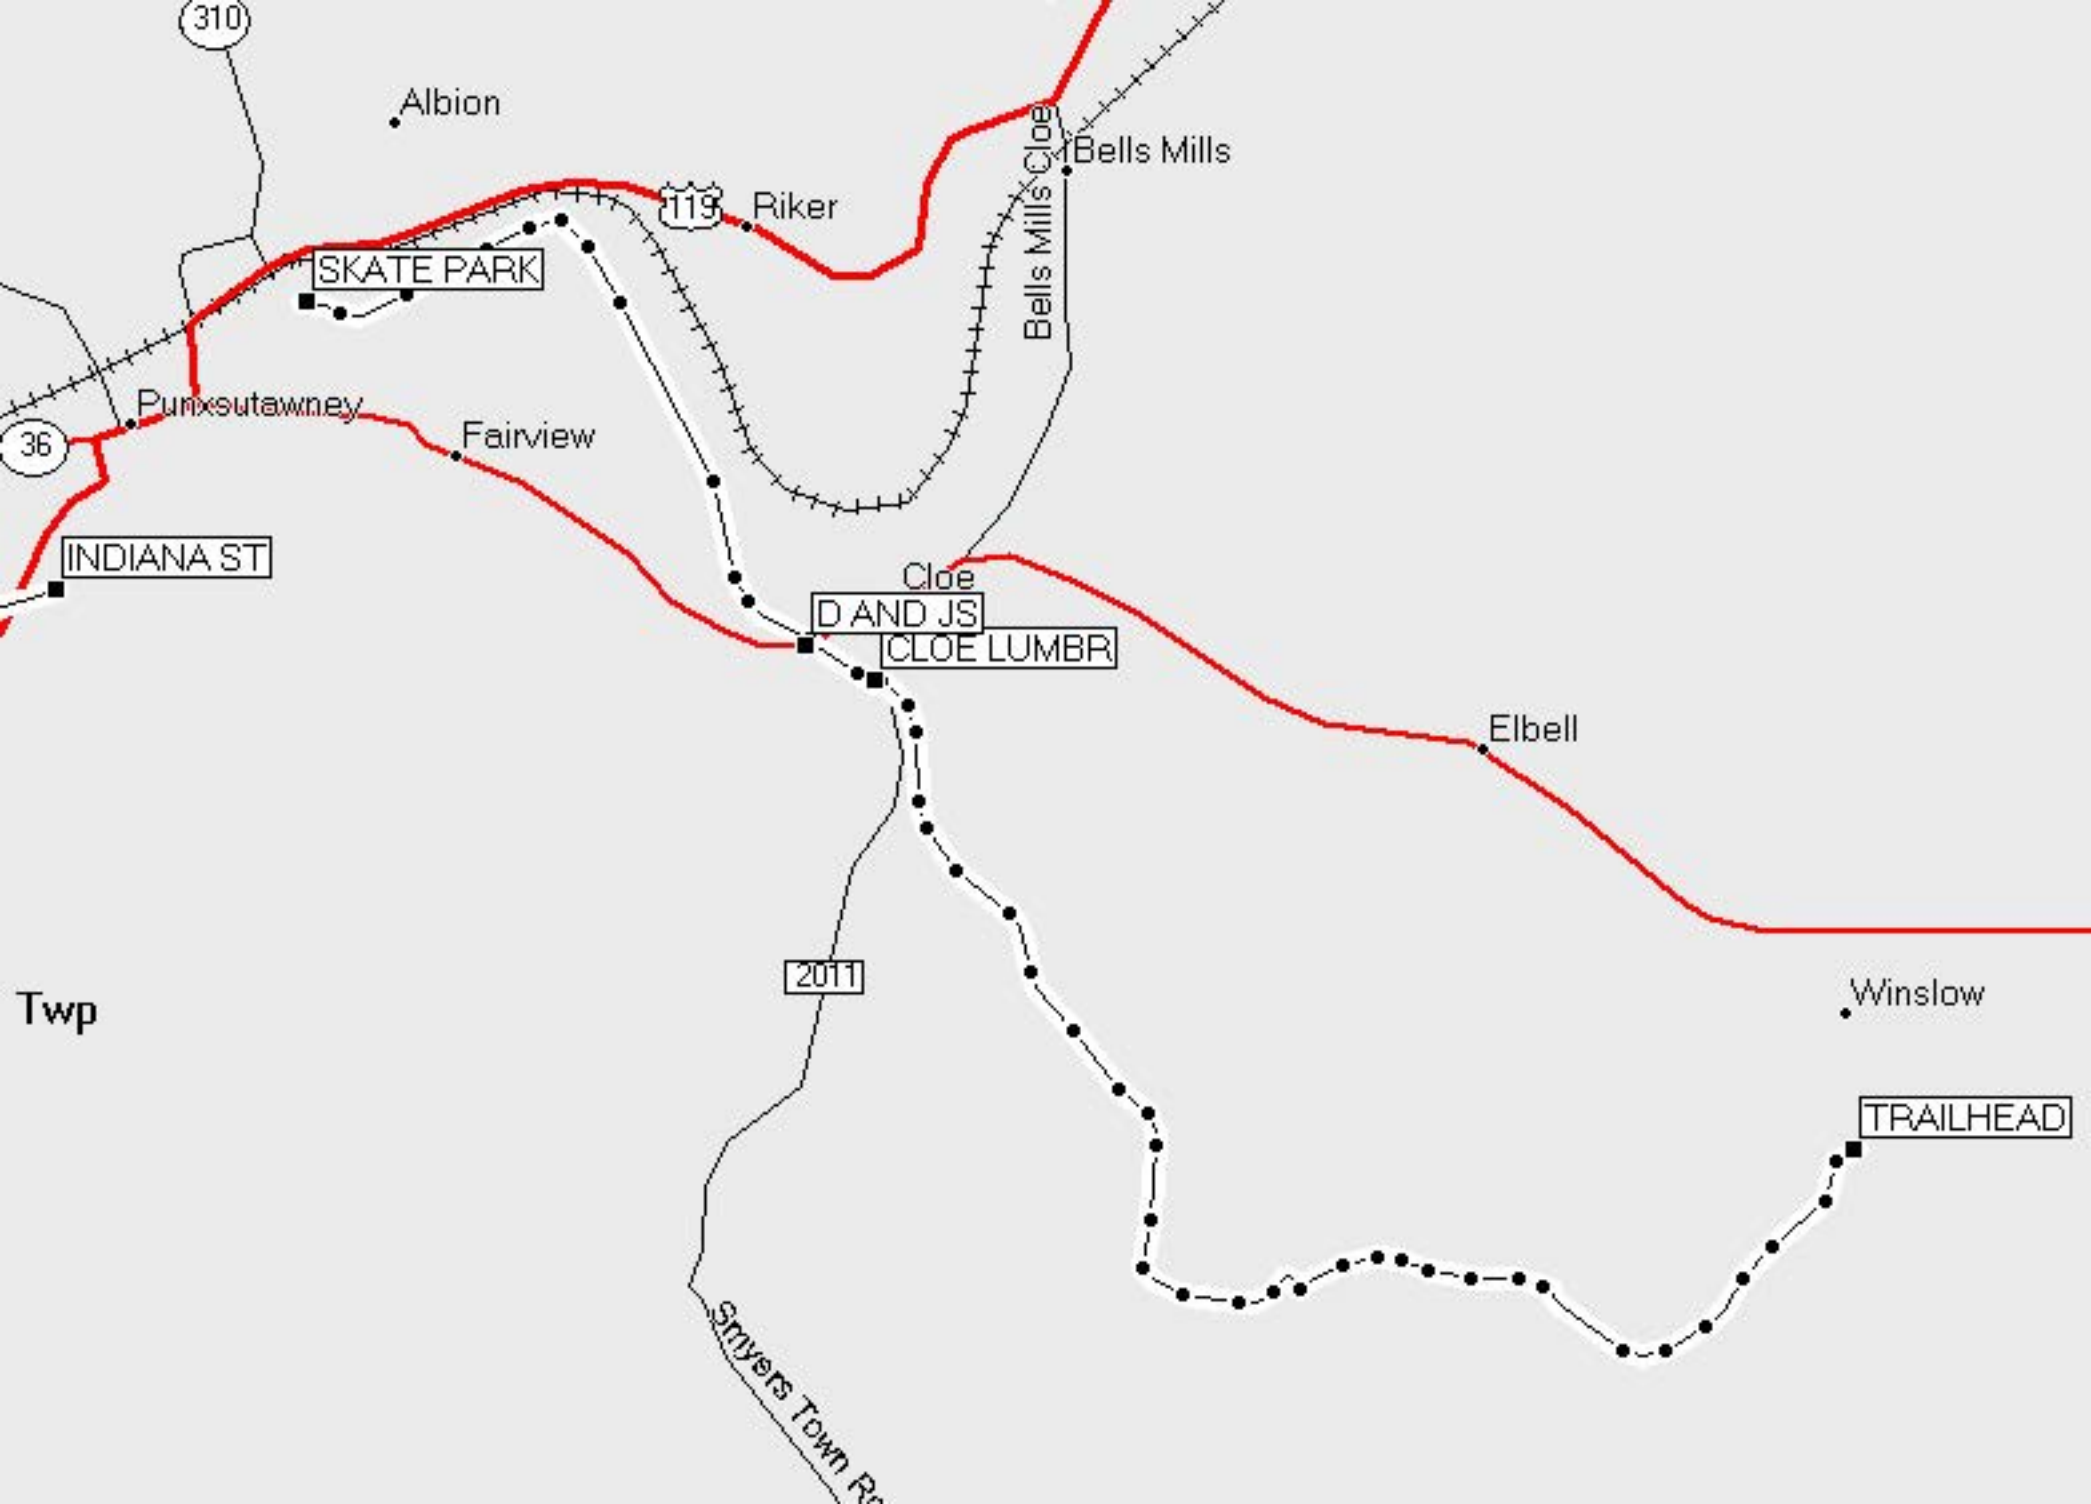 310
Albion
Bells Mills Cloe
Bells Mills
119
Riker
SKATE PARK
Punxsutawney
36
Fairview
INDIANA ST
Cloe
D AND JS
CLOE LUMBR
Elbell
2011
Winslow
Twp
TRAILHEAD
Smyers Town Ro